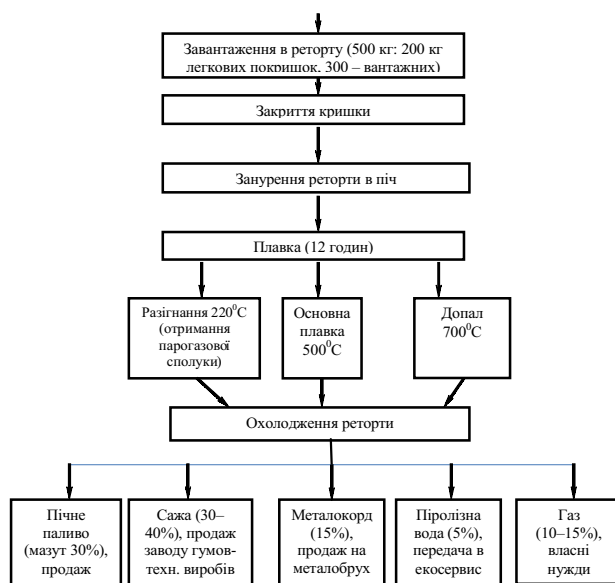 Завантаження в реторту (500 кг: 200 кг
легкових покришок, 300 – вантажних)
Закриття кришки
Занурення реторти в піч
Плавка (12 годин)
Разігнання 220⁰С
(отримання
парогазової
сполуки)
Основна
плавка
500⁰С
Допал
700⁰С
Охолодження реторти
Пічне
паливо
(мазут 30%),
продаж
Сажа (30–
40%), продаж
заводу гумов-
техн. виробів
Металокорд
(15%),
продаж на
металобрух
Піролізна
вода (5%),
передача в
екосервис
Газ
(10–15%),
власні
нужди